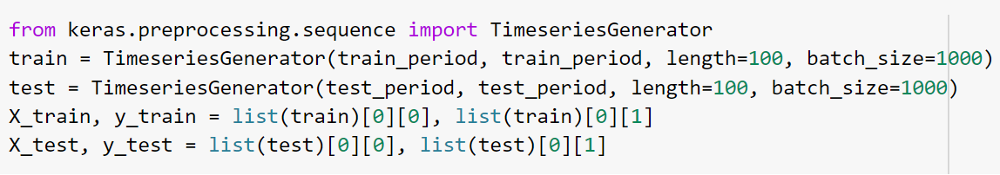 from keras.preprocessing.sequence import TimeseriesGenerator
train = TimeseriesGenerator(train_period, train_period, length=100, batch_size=1000)
test = TimeseriesGenerator(test_period, test_period, length=100, batch_size=1000)
X_train, y_train = list(train)[0][0], list(train)[0][1]
X_test, y_test = list(test)[0][0], list(test)[0][1]